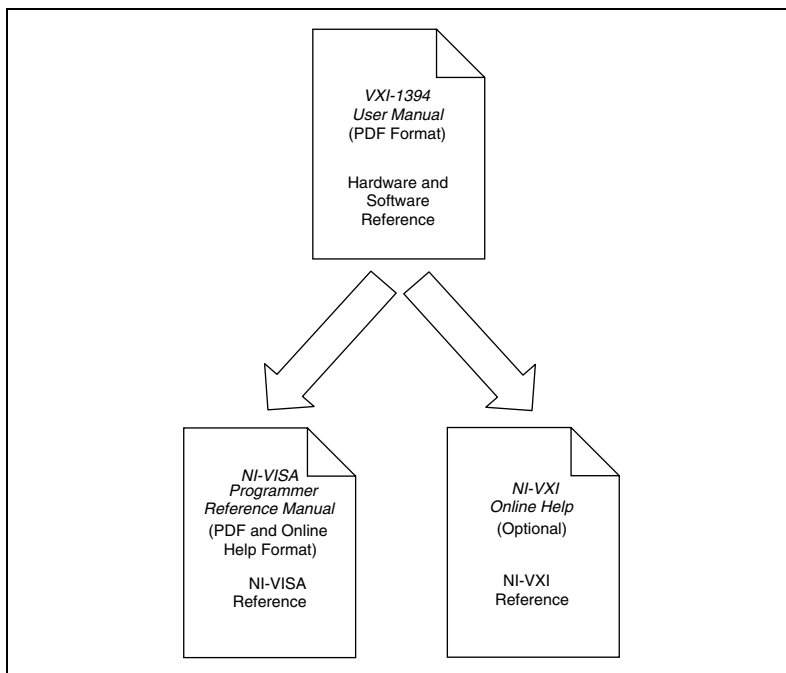 VXI-1394
User Manual
(PDF Format)
Hardware and
Software
Reference
NI-VISA
Programmer
Reference Manual
(PDF and Online
Help Format)
NI-VISA
Reference
NI-VXI
Online Help
(Optional)
NI-VXI
Reference